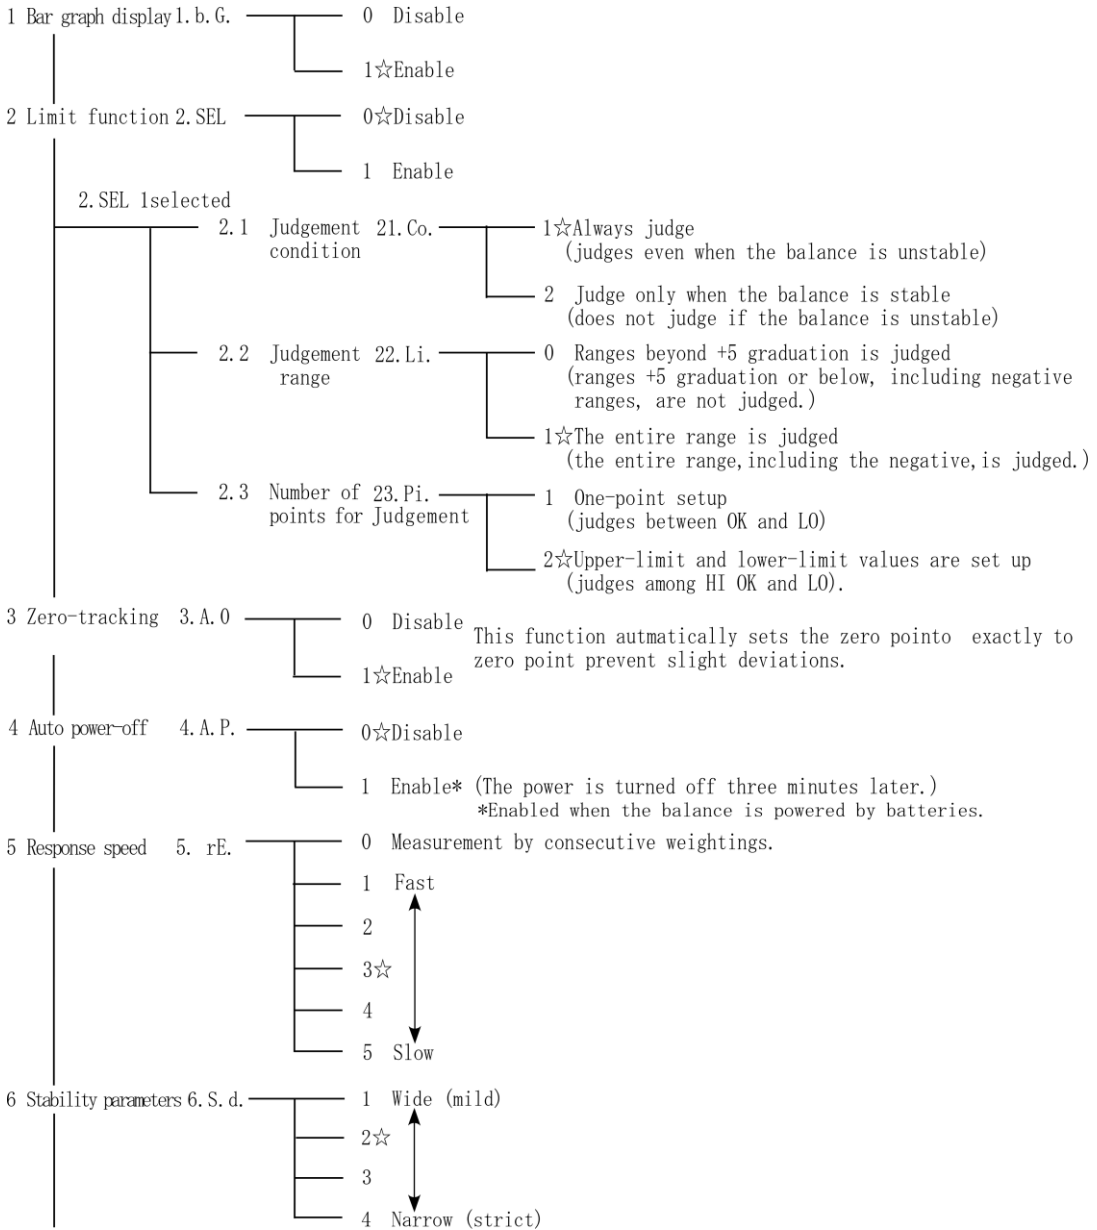 1 Bar graph display 1.b.G. 0 Disable
1☆Enable
2 Limit function 2.SEL 0☆Disable
1 Enable
2.SEL 1selected
2.1 Judgement 21.Co. 1☆Always judge
condition (judges even when the balance is unstable)
2 Judge only when the balance is stable
(does not judge if the balance is unstable)
2.2 Judgement 22.Li. 0 Ranges beyond +5 graduation is judged
range (ranges +5 graduation or below, including negative
ranges, are not judged.)
1☆The entire range is judged
(the entire range,including the negative,is judged.)
2.3 Number of 23.Pi. 1 One-point setup
points for Judgement (judges between OK and LO)
2☆Upper-limit and lower-limit values are set up
(judges among HI OK and LO).
3 Zero-tracking 3.A.0 0 Disable
This function autmatically sets the zero pointo exactly to
zero point prevent slight deviations.
1☆Enable
4 Auto power-off 4.A.P. 0☆Disable
1 Enable* (The power is turned off three minutes later.)
*Enabled when the balance is powered by batteries.
5 Response speed 5. rE. 0 Measurement by consecutive weightings.
1 Fast
2
3☆
4
5 Slow
6 Stability parameters 6.S.d. 1 Wide (mild)
2☆
3
4 Narrow (strict)